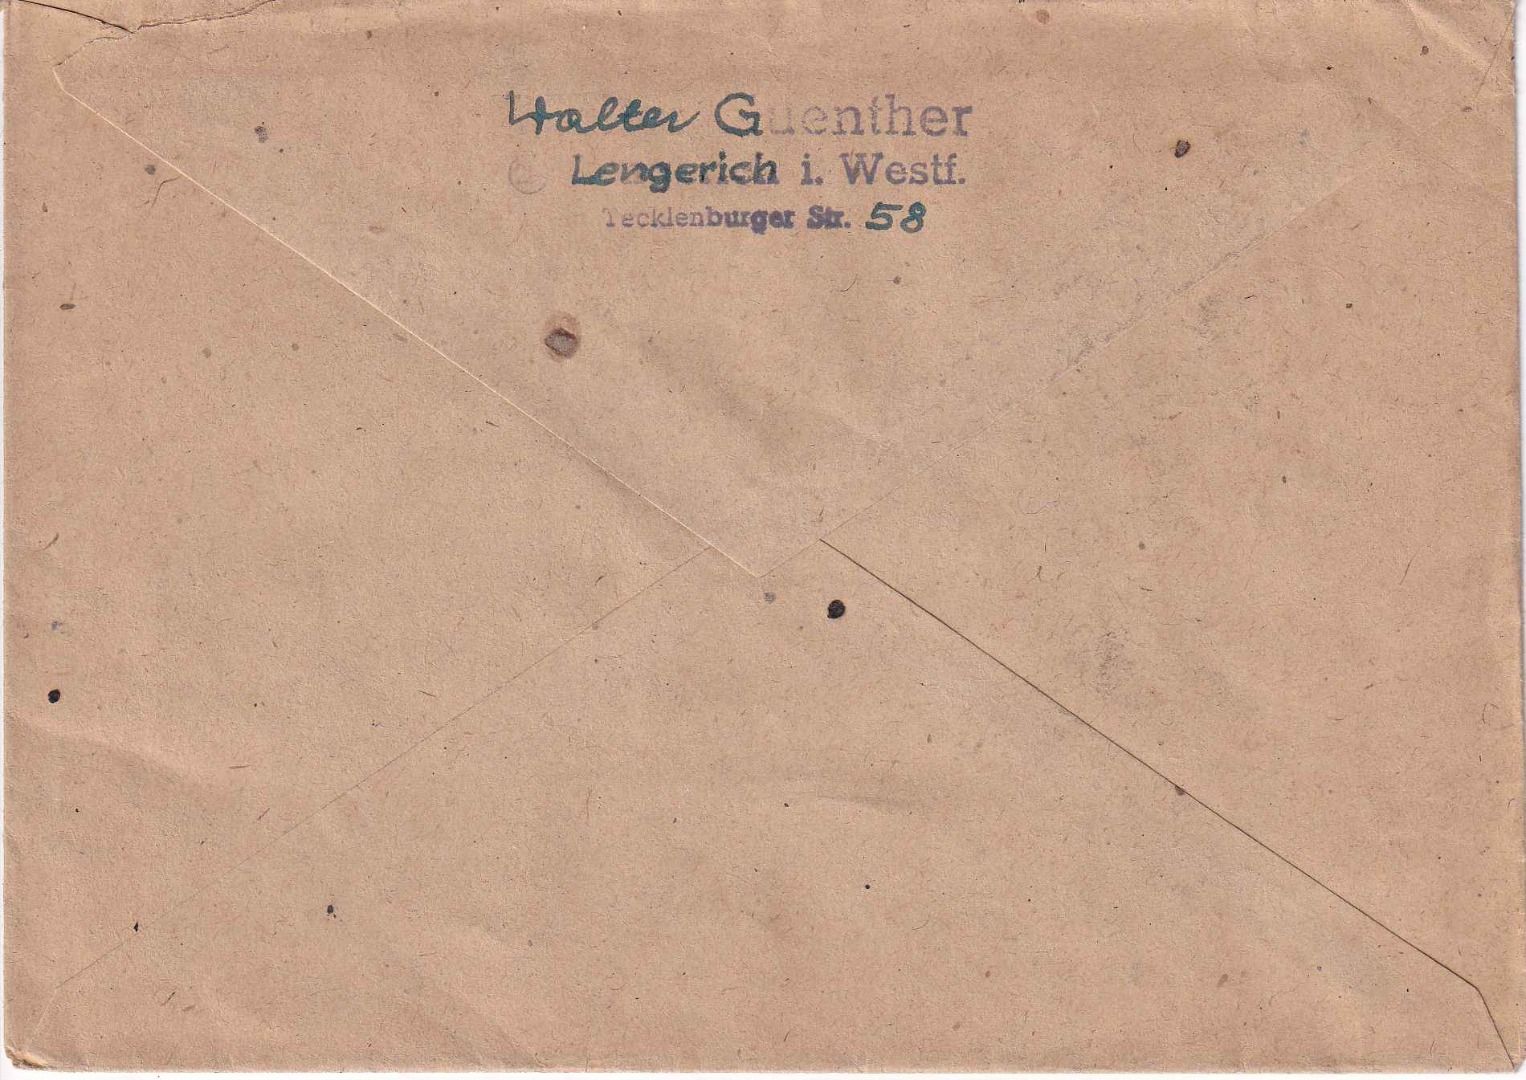 Walter Guenther
Lengerich i. Westf.
Tecklenburger Str. 58